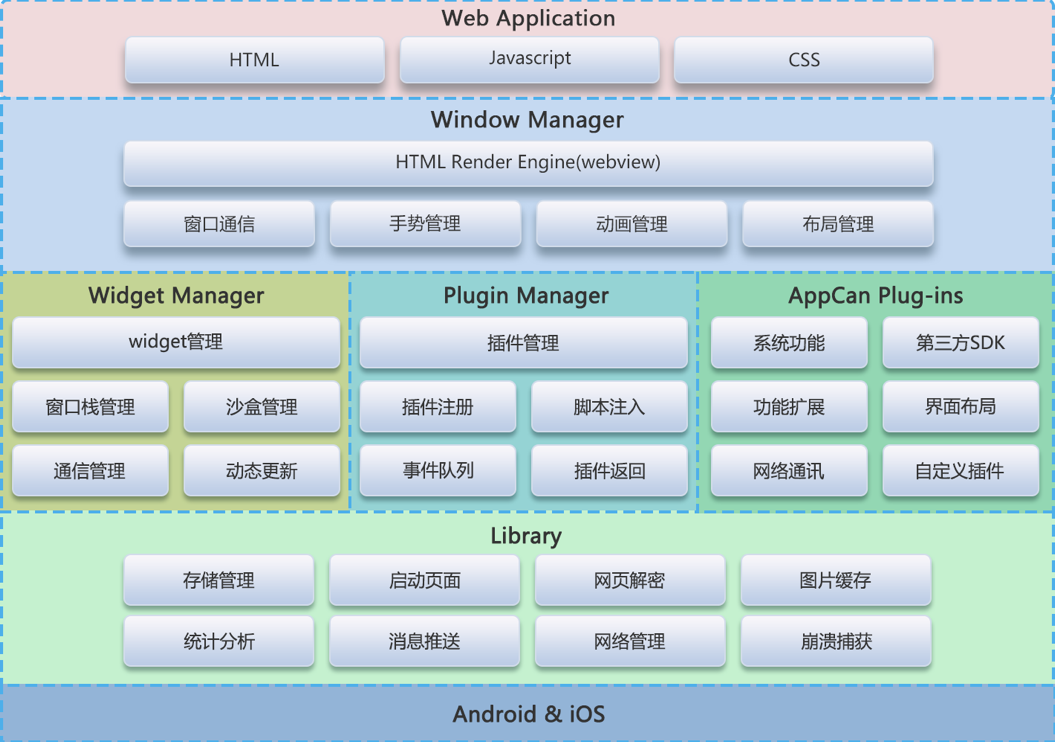 Web Application
HTML Javascript CSS
Window Manager
HTML Render Engine(webview)
窗口通信 手势管理 动画管理 布局管理
Widget Manager
widget管理
窗口栈管理 沙盒管理
通信管理 动态更新
Plugin Manager
插件管理
插件注册 脚本注入
事件队列 插件返回
AppCan Plug-ins
系统功能 第三方SDK
功能扩展 界面布局
网络通讯 自定义插件
Library
存储管理 启动页面 网页解密 图片缓存
统计分析 消息推送 网络管理 崩溃捕获
Android & iOS